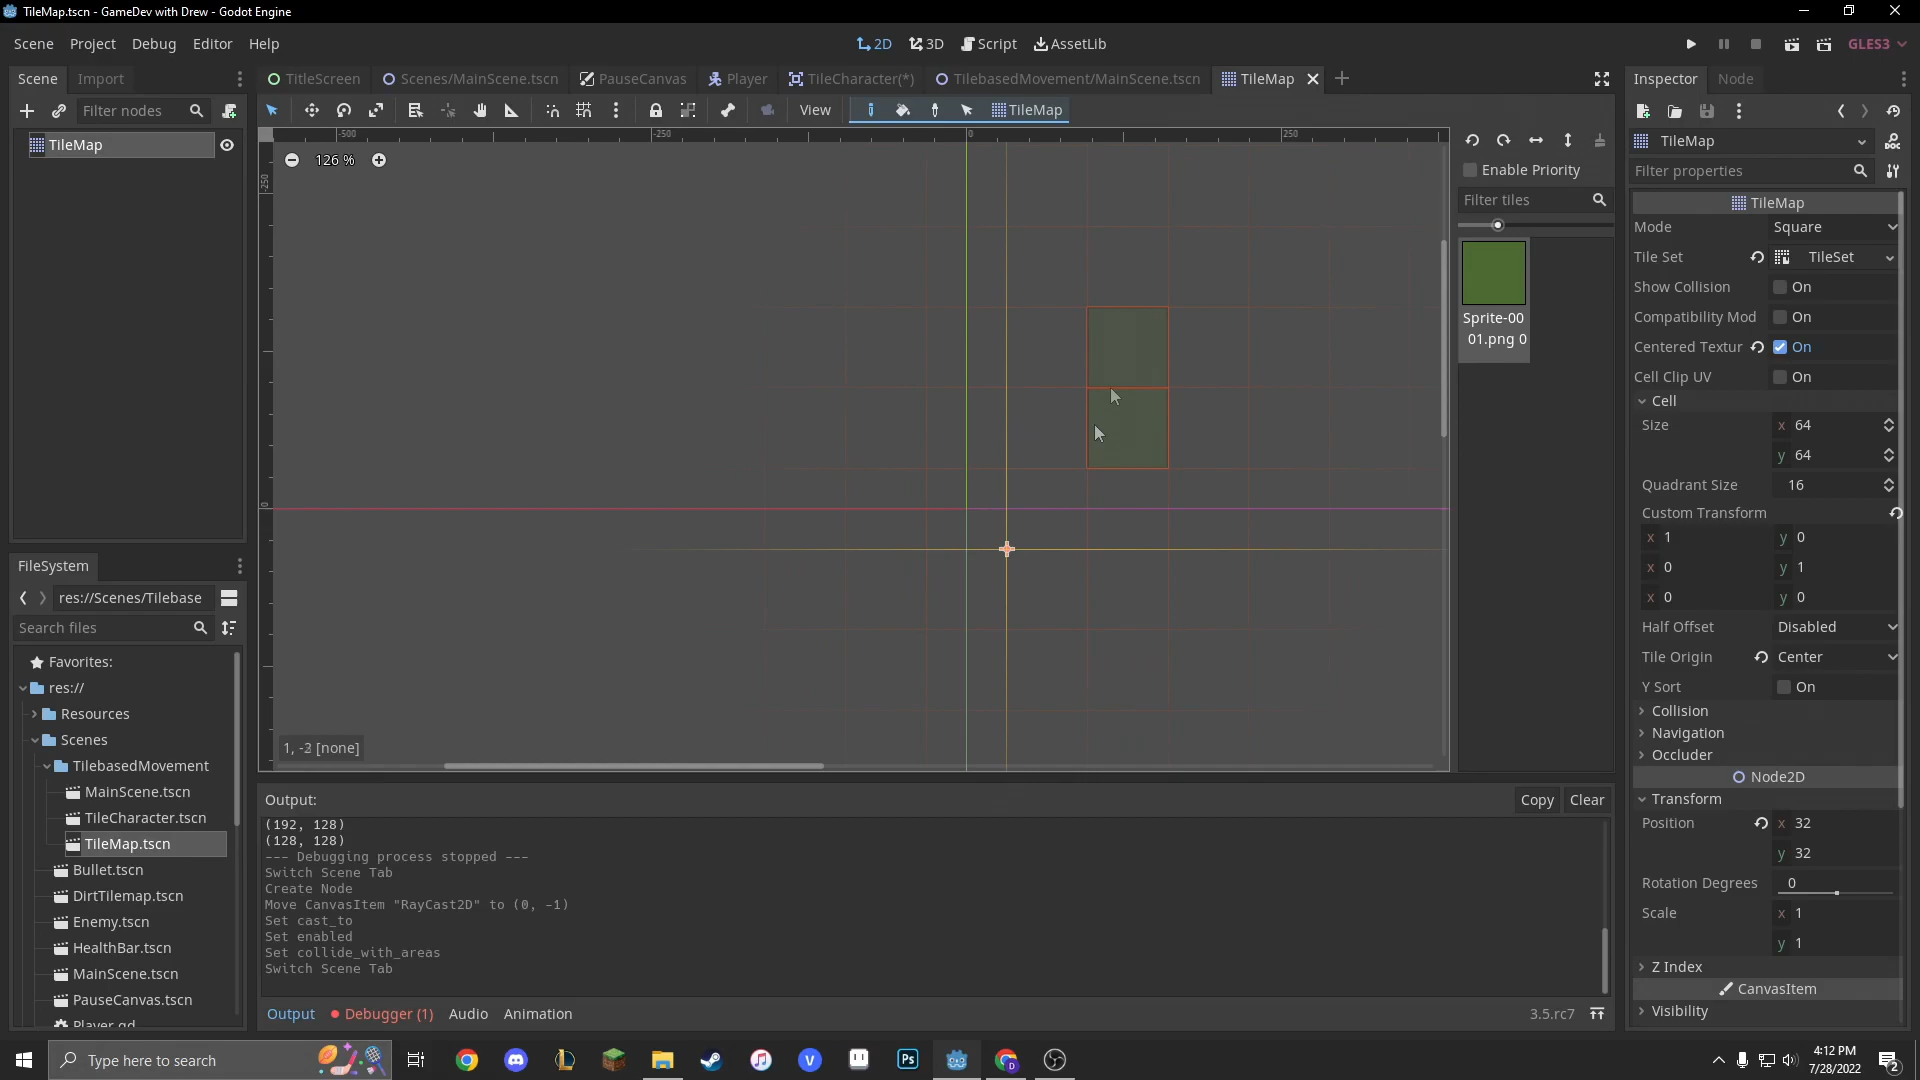 TileMap.tscn - GameDev with Drew - Godot Engine
Scene Project Debug Editor Help
2D 3D Script AssetLib
GLES3
Scene Import
TitleScreen Scenes/MainScene.tscn PauseCanvas Player TileCharacter(*) TilebasedMovement/MainScene.tscn TileMap
Inspector Node
Filter nodes
View
TileMap
TileMap
TileMap
-500 -250 0 250
-250
0
126 %
Enable Priority
Filter tiles
Sprite-00
01.png 0
1, -3 [none]
Filter properties
TileMap
Mode Square
Tile Set TileSet
Show Collision On
Compatibility Mod On
Centered Textur On
Cell Clip UV On
Cell
Size x 64
y 64
Quadrant Size 16
Custom Transform
x 1 y 0
x 0 y 1
x 0 y 0
Half Offset Disabled
Tile Origin Center
Y Sort On
Collision
Navigation
Occluder
Node2D
Transform
Position x 32
y 32
Rotation Degrees 0
Scale x 1
y 1
Z Index
CanvasItem
Visibility
FileSystem
res://Scenes/Tilebase
Search files
Favorites:
res://
Resources
Scenes
TilebasedMovement
MainScene.tscn
TileCharacter.tscn
TileMap.tscn
Bullet.tscn
DirtTilemap.tscn
Enemy.tscn
HealthBar.tscn
MainScene.tscn
PauseCanvas.tscn
Player.gd
Output:
Copy Clear
(192, 128)
(128, 128)
--- Debugging process stopped ---
Switch Scene Tab
Create Node
Move CanvasItem "RayCast2D" to (0, -1)
Set cast_to
Set enabled
Set collide_with_areas
Switch Scene Tab
Output Debugger (1) Audio Animation
3.5.rc7
Type here to search
Ps
4:12 PM
7/28/2022
2